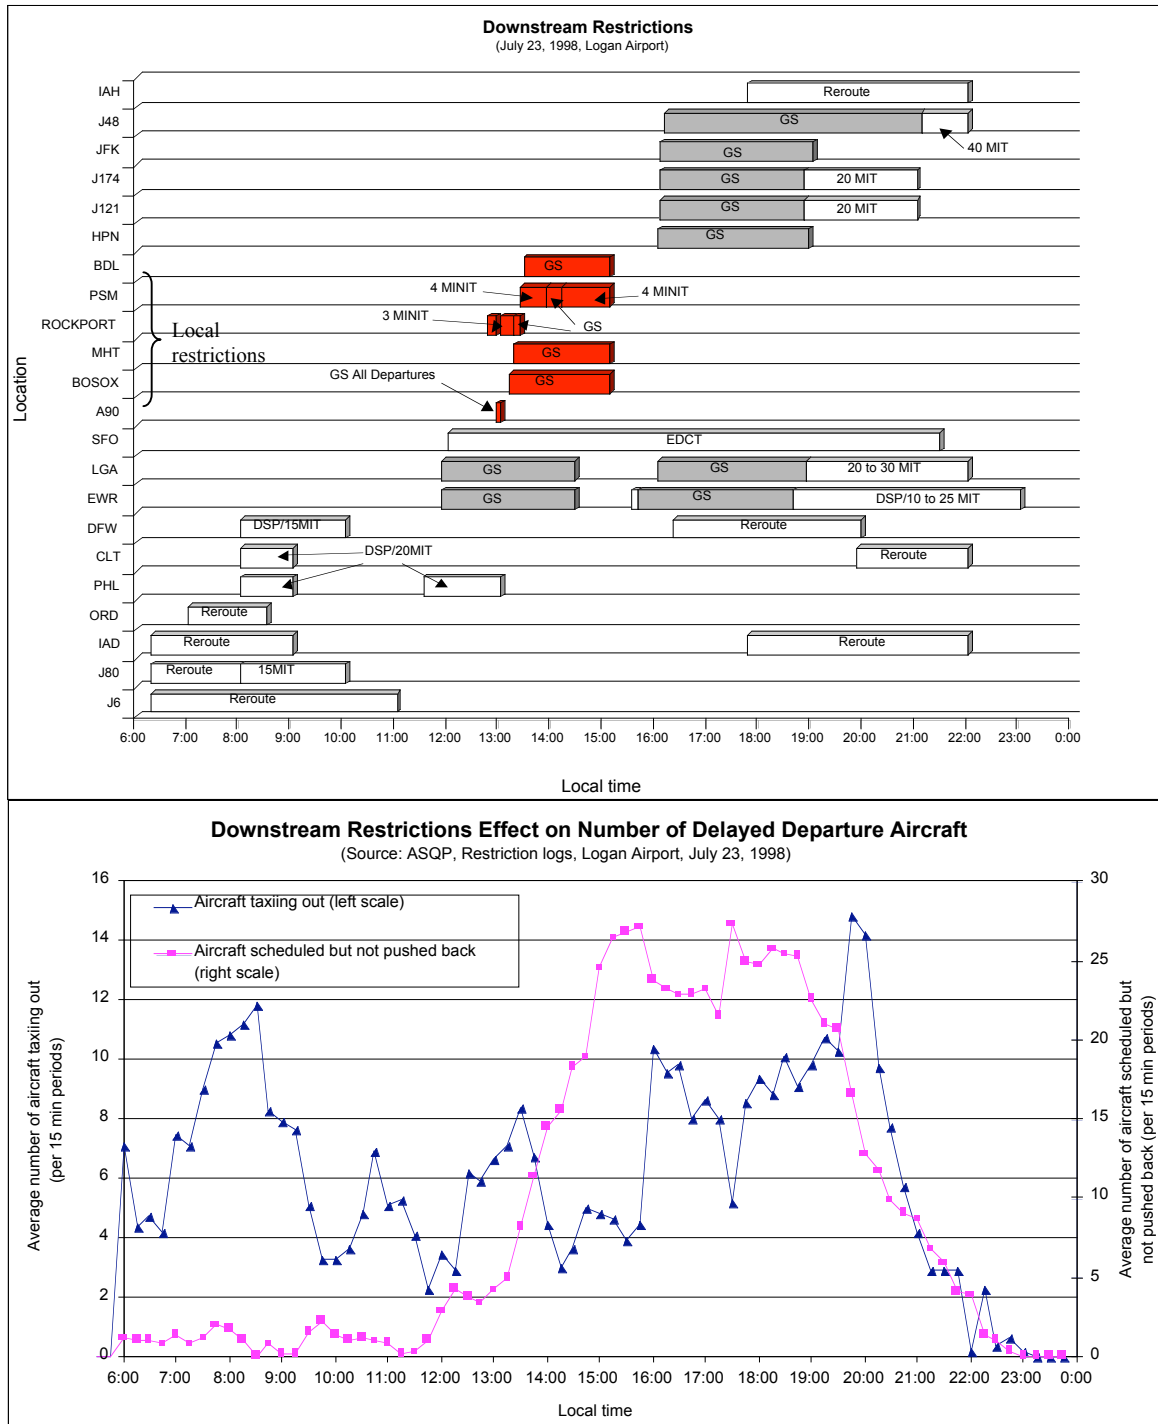 Downstream Restrictions
(July 23, 1998, Logan Airport)
Location
IAH
Reroute
J48
GS
40 MIT
JFK
GS
J174
GS
20 MIT
J121
GS
20 MIT
HPN
GS
BDL
GS
PSM
4 MINIT
4 MINIT
ROCKPORT
3 MINIT
GS
Local
restrictions
MHT
GS
BOSOX
GS
GS All Departures
A90
SFO
EDCT
LGA
GS
GS
20 to 30 MIT
EWR
GS
GS
DSP/10 to 25 MIT
DFW
DSP/15MIT
Reroute
CLT
DSP/20MIT
Reroute
PHL
ORD
Reroute
IAD
Reroute
Reroute
J80
Reroute
15MIT
J6
Reroute
6:00 7:00 8:00 9:00 10:00 11:00 12:00 13:00 14:00 15:00 16:00 17:00 18:00 19:00 20:00 21:00 22:00 23:00 0:00
Local time
Downstream Restrictions Effect on Number of Delayed Departure Aircraft
(Source: ASQP, Restriction logs, Logan Airport, July 23, 1998)
Aircraft taxiing out (left scale)
Aircraft scheduled but not pushed back
(right scale)
Average number of aircraft taxiing out
(per 15 min periods)
16
14
12
10
8
6
4
2
0
30
25
20
15
10
5
0
Average number of aircraft scheduled but
not pushed back (per 15 min periods)
6:00 7:00 8:00 9:00 10:00 11:00 12:00 13:00 14:00 15:00 16:00 17:00 18:00 19:00 20:00 21:00 22:00 23:00 0:00
Local time